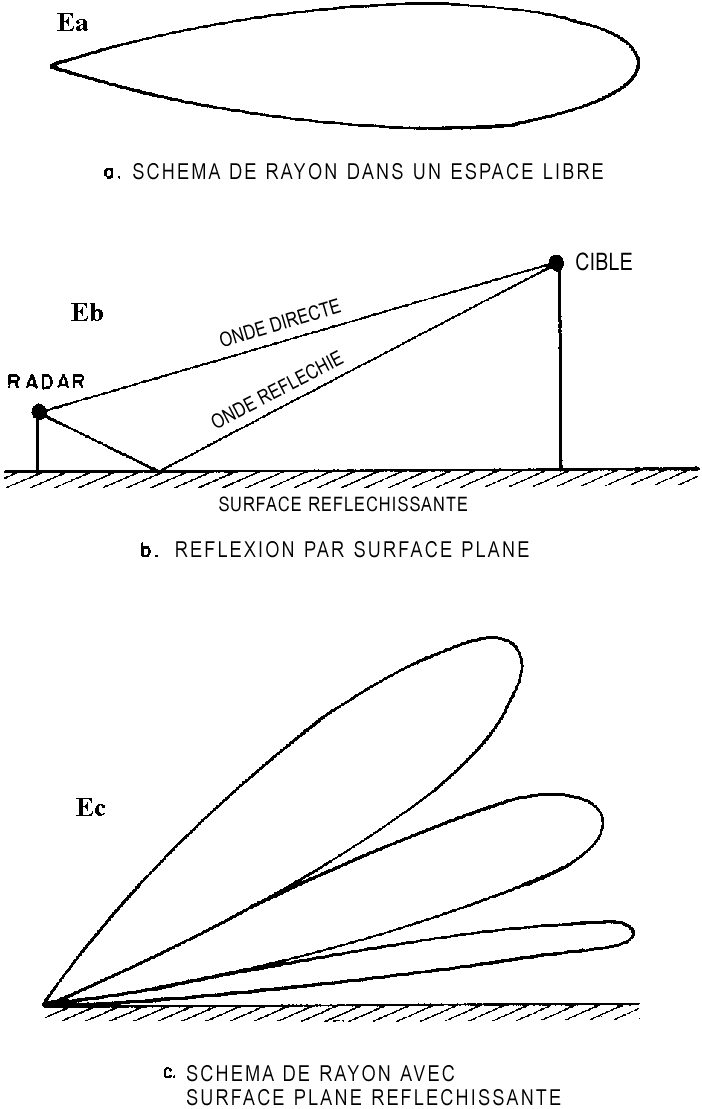 Ea
a. SCHEMA DE RAYON DANS UN ESPACE LIBRE
Eb
CIBLE
ONDE DIRECTE
RADAR
ONDE REFLECHIE
SURFACE REFLECHISSANTE
b. REFLEXION PAR SURFACE PLANE
Ec
c. SCHEMA DE RAYON AVEC
SURFACE PLANE REFLECHISSANTE